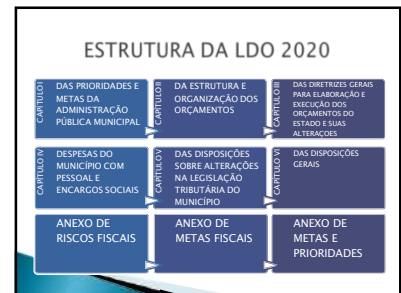 ESTRUTURA DA LDO 2020
CAPÍTULO I
DAS PRIORIDADES E
METAS DA
ADMINISTRAÇÃO
PÚBLICA MUNICIPAL
CAPÍTULO II
DA ESTRUTURA E
ORGANIZAÇÃO DOS
ORÇAMENTOS
CAPÍTULO III
DAS DIRETRIZES GERAIS
PARA ELABORAÇÃO E
EXECUÇÃO DOS
ORÇAMENTOS DO
ESTADO E SUAS
ALTERAÇOES
CAPÍTULO IV
DESPESAS DO
MUNICÍPIO COM
PESSOAL E
ENCARGOS SOCIAIS
CAPÍTULO V
DAS DISPOSIÇÕES
SOBRE ALTERAÇÕES
NA LEGISLAÇÃO
TRIBUTÁRIA DO
MUNICÍPIO
CAPÍTULO VI
DAS DISPOSIÇÕES
GERAIS
ANEXO DE
RISCOS FISCAIS
ANEXO DE
METAS FISCAIS
ANEXO DE
METAS E
PRIORIDADES